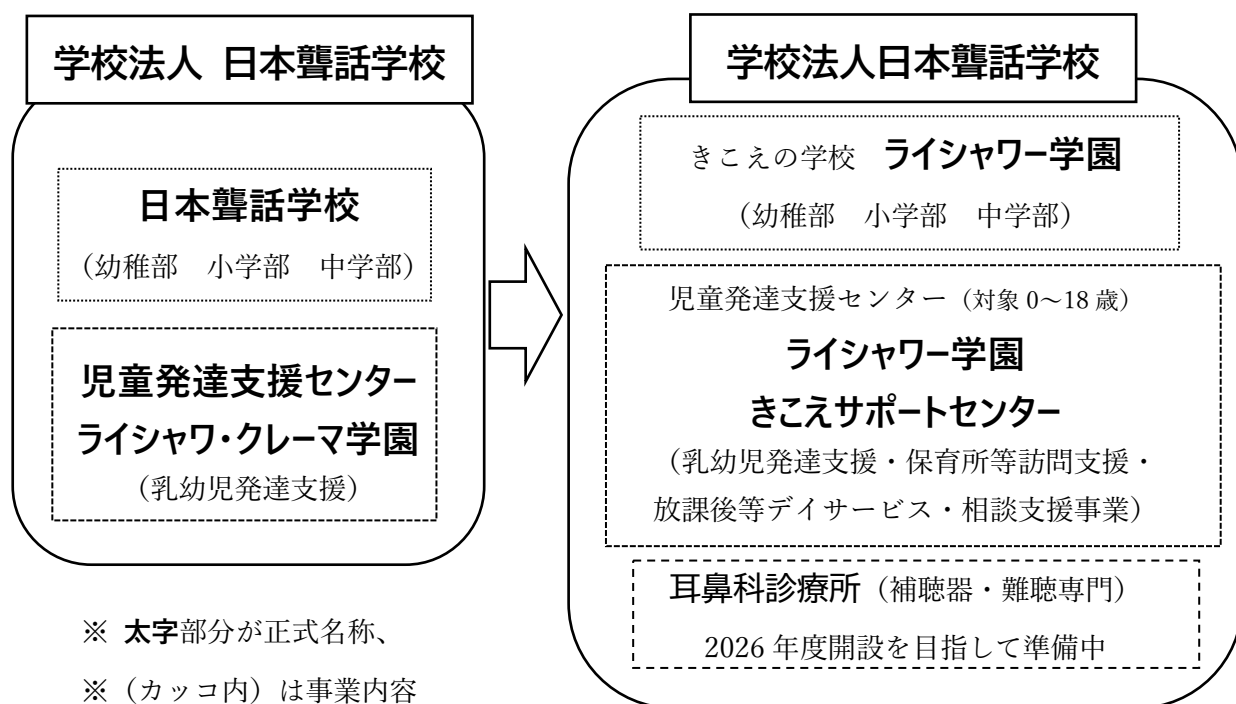 学校法人 日本聾話学校
日本聾話学校
（幼稚部　小学部　中学部）
児童発達支援センター
ライシャワ・クレーマ学園
（乳幼児発達支援）
※ 太字部分が正式名称、
※（カッコ内）は事業内容
学校法人日本聾話学校
きこえの学校　ライシャワー学園
（幼稚部　小学部　中学部）
児童発達支援センター（対象 0～18 歳）
ライシャワー学園
きこえサポートセンター
（乳幼児発達支援・保育所等訪問支援・
放課後等デイサービス・相談支援事業）
耳鼻科診療所（補聴器・難聴専門）
2026 年度開設を目指して準備中